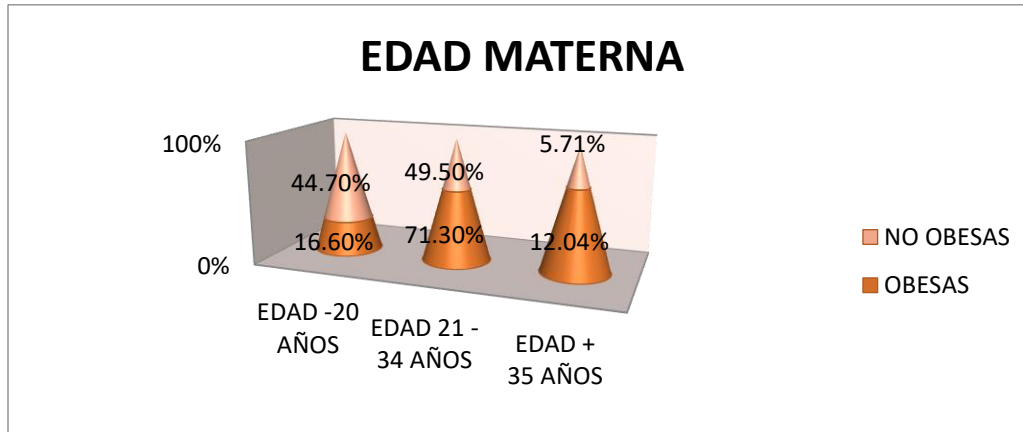 EDAD MATERNA
100%
0%
44.70%
49.50%
5.71%
16.60%
71.30%
12.04%
EDAD -20
AÑOS
EDAD 21 -
34 AÑOS
EDAD +
35 AÑOS
NO OBESAS
OBESAS